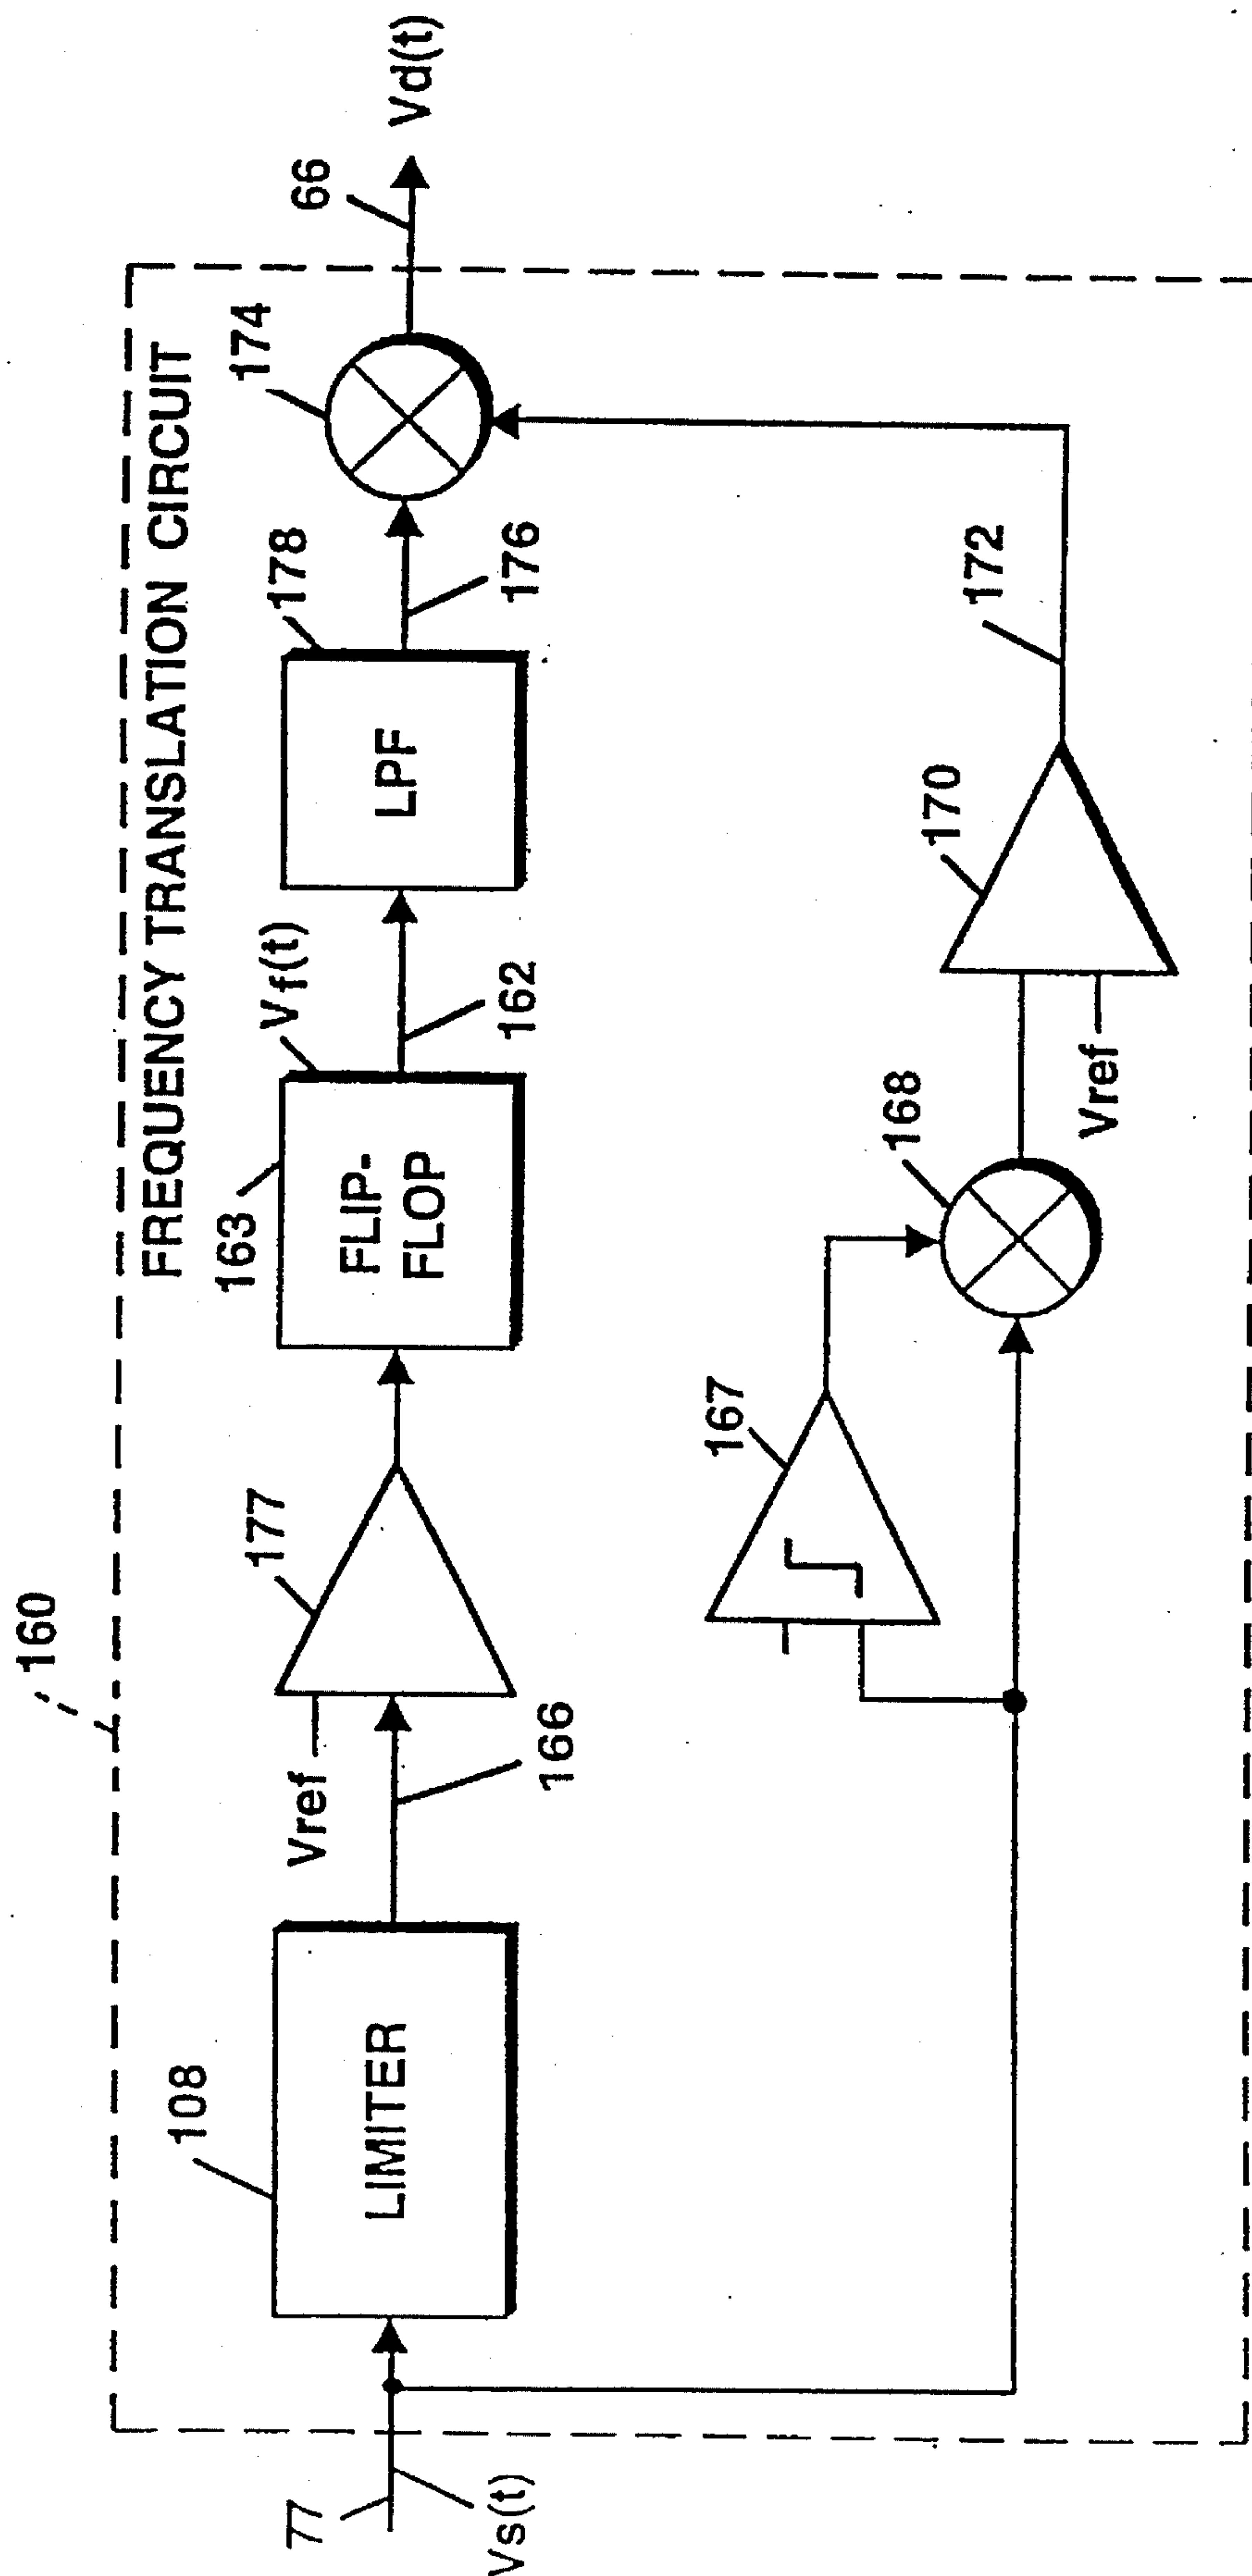 160
FREQUENCY TRANSLATION CIRCUIT
77
Vs(t)
108
LIMITER
166
Vref
177
163
FLIP-
FLOP
Vf(t)
162
178
LPF
176
174
66
Vd(t)
167
168
Vref
170
172